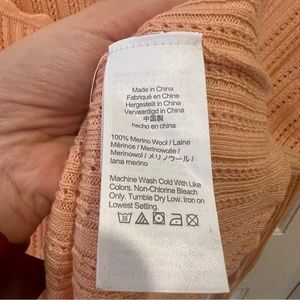 Made in China
Fabriqué en Chine
Hergestellt in China
Vervaardigd in China
中国製
hecho en china
100% Merino Wool / Laine
Mérinos / Merinowolle /
Merinowol / メリノウール /
lana merino
Machine Wash Cold With Like
Colors. Non-Chlorine Bleach
Only. Tumble Dry Low. Iron on
Lowest Setting.